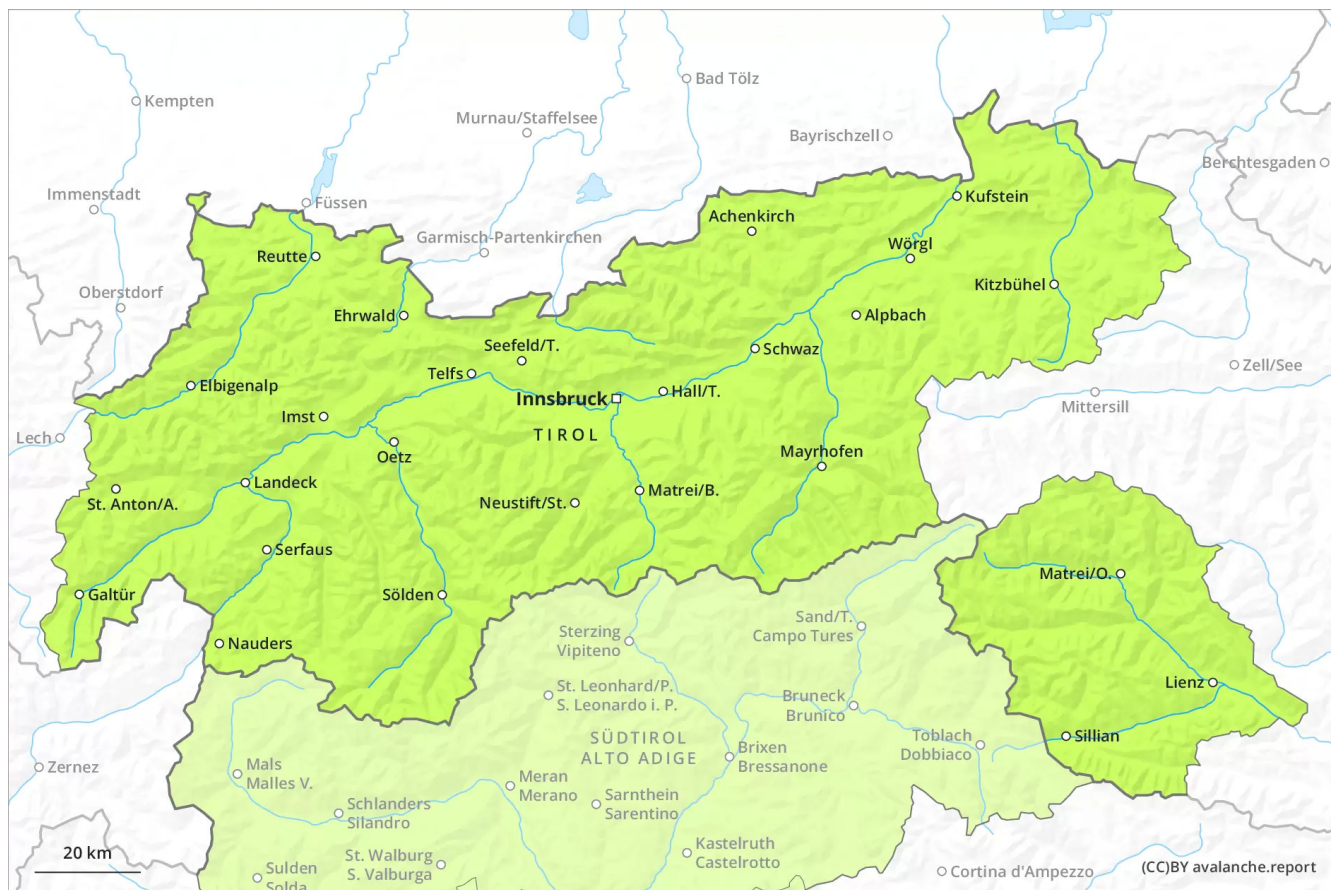 Kempten
Bad Tölz
Murnau/Staffelsee
Bayrischzell
Berchtesgaden
Immenstadt
Füssen
Kufstein
Achenkirch
Garmisch-Partenkirchen
Wörgl
Reutte
Kitzbühel
Oberstdorf
Ehrwald
Alpbach
Seefeld/T.
Schwaz
Zell/See
Telfs
Elbigenalp
Hall/T.
Innsbruck
Mittersill
Imst
TIROL
Lech
Oetz
Mayrhofen
Landeck
Matrei/B.
St. Anton/A.
Neustift/St.
Serfaus
Matrei/O.
Galtür
Sölden
Sand/T.
Campo Tures
Sterzing
Vipiteno
Nauders
Lienz
St. Leonhard/P.
S. Leonardo i. P.
Bruneck
Brunico
Sillian
SÜDTIROL
ALTO ADIGE
Toblach
Dobbiaco
Brixen
Bressanone
Zernez
Mals
Malles V.
Meran
Merano
Schlanders
Silandro
Sarnthein
Sarentino
20 km
St. Walburg
S. Valburga
Kastelruth
Castelrotto
Sulden
Solda
Cortina d'Ampezzo
(CC)BY avalanche.report